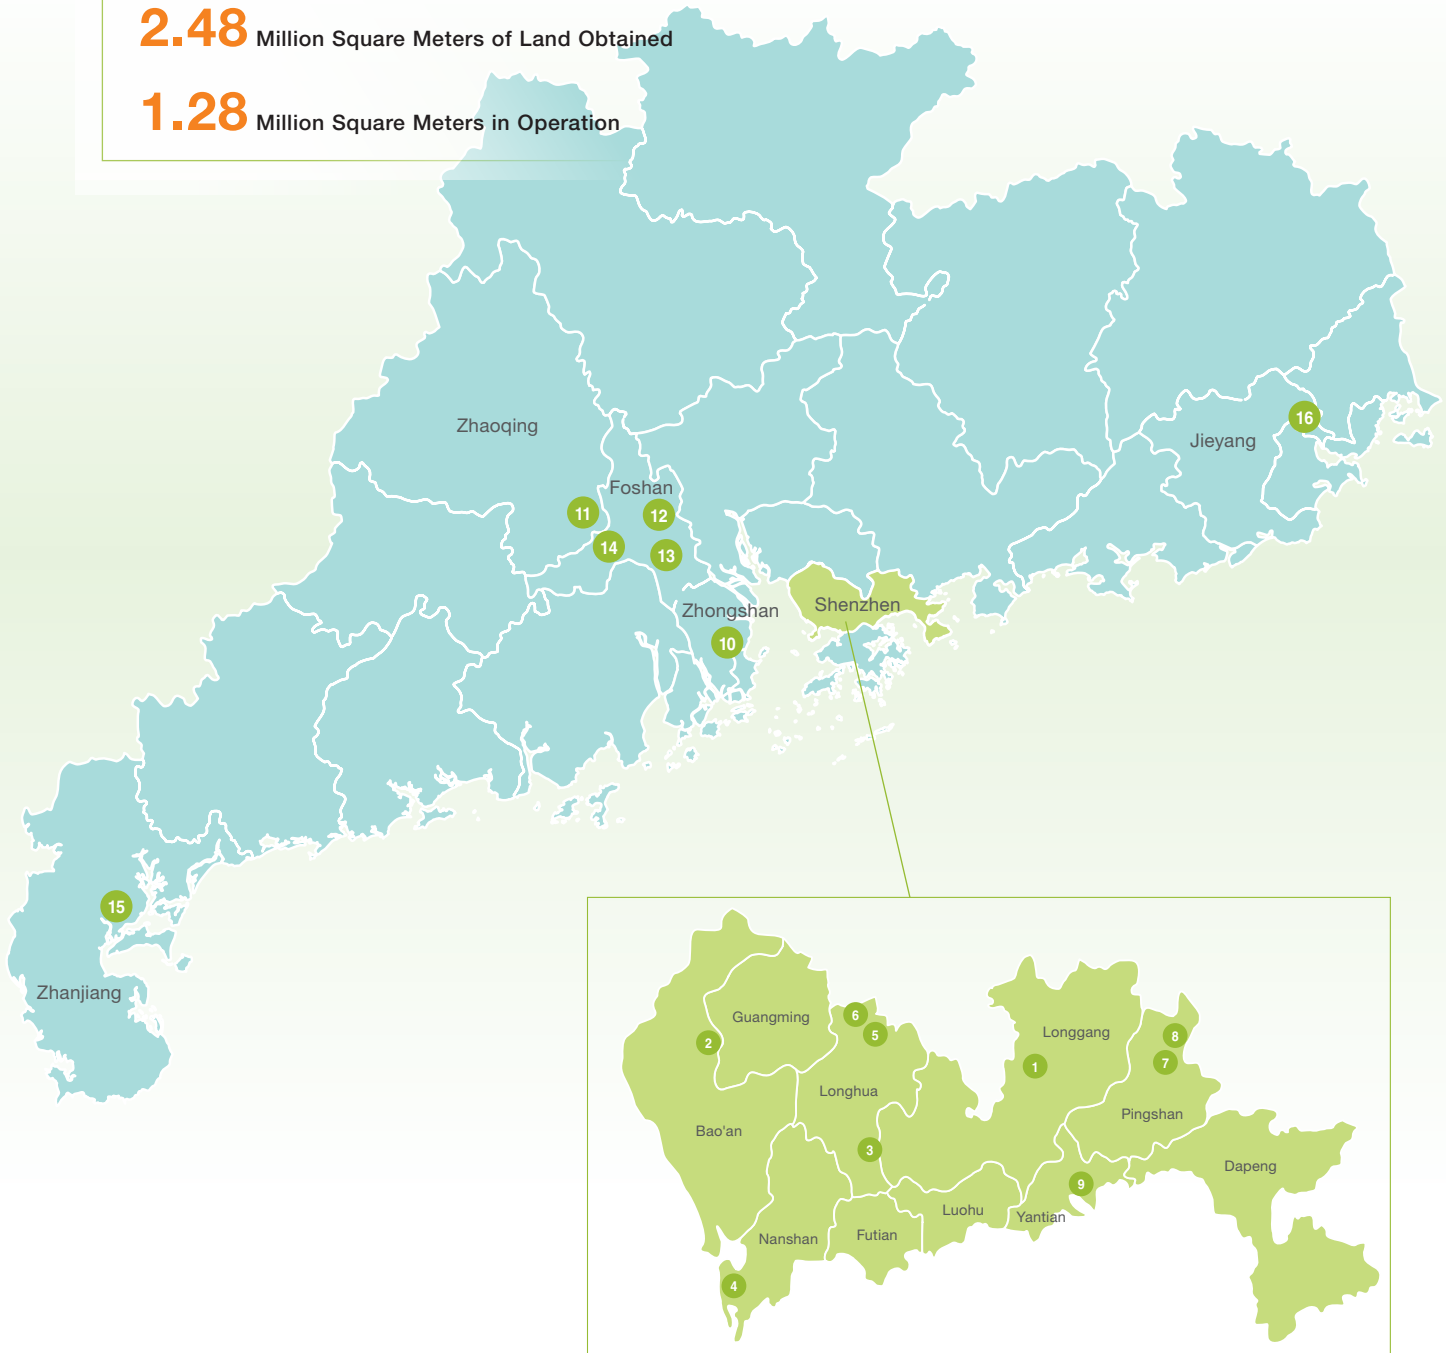 2.48 Million Square Meters of Land Obtained
1.28 Million Square Meters in Operation
Zhaoqing
16
Jieyang
Foshan
11
12
14
13
Shenzhen
Zhongshan
10
15
Zhanjiang
6
Guangming
5
Longgang
8
2
7
1
Longhua
Pingshan
Bao'an
3
Dapeng
9
Luohu
Yantian
Nanshan
Futian
4